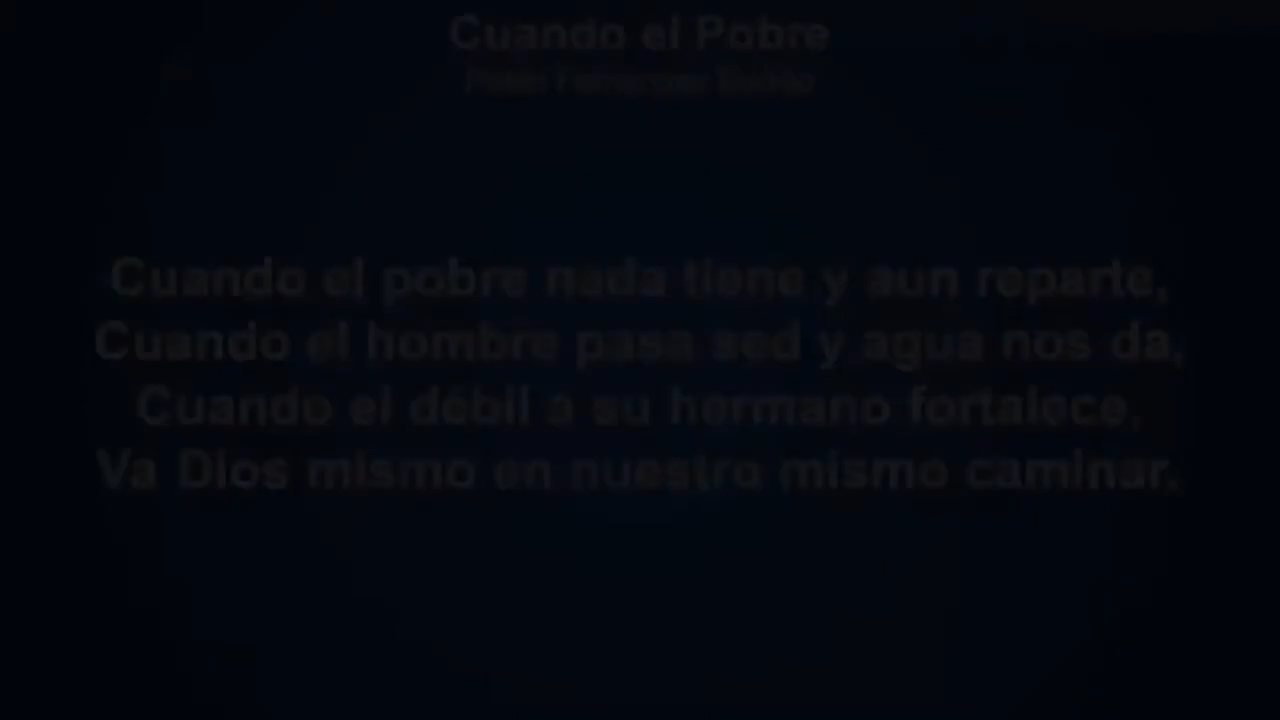 Cuando el Pobre
Cuando el pobre nada tiene y aun reparte,
Cuando el hombre pasa sed y agua nos da,
Cuando el débil a su hermano fortalece,
Va Dios mismo en nuestro mismo caminar.